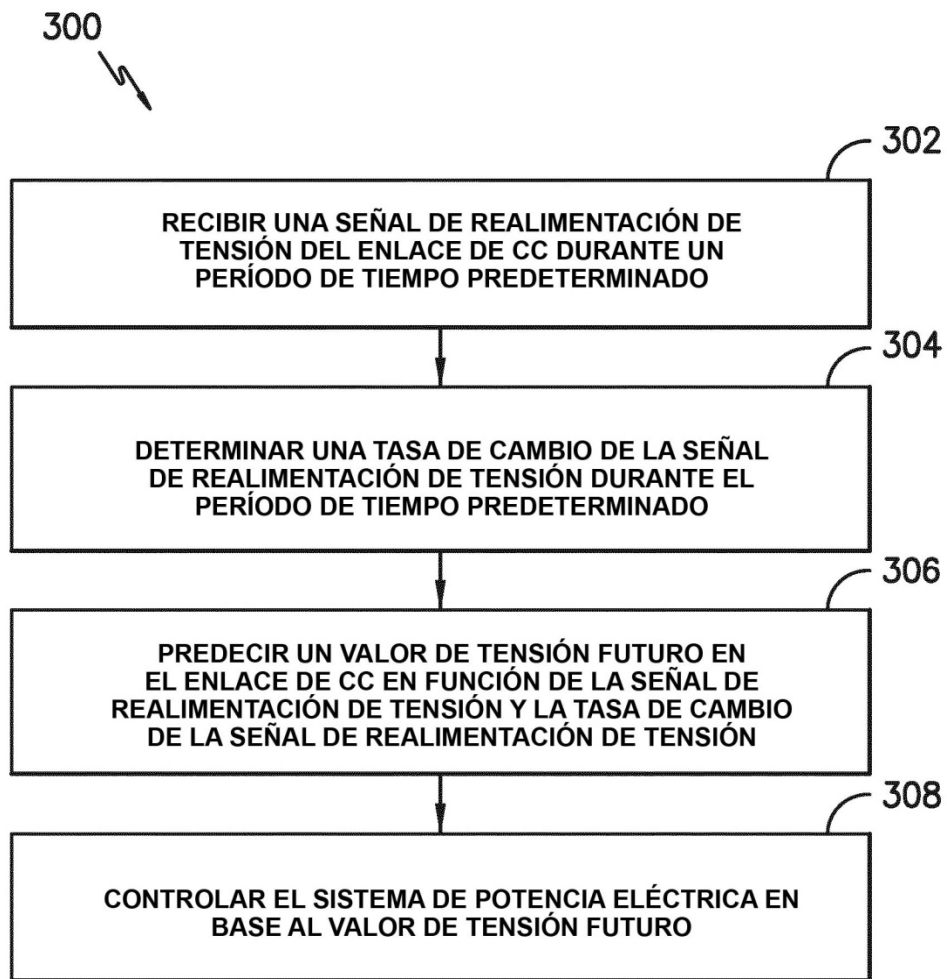 300
302
RECIBIR UNA SEÑAL DE REALIMENTACIÓN DE
TENSIÓN DEL ENLACE DE CC DURANTE UN
PERÍODO DE TIEMPO PREDETERMINADO
304
DETERMINAR UNA TASA DE CAMBIO DE LA SEÑAL
DE REALIMENTACIÓN DE TENSIÓN DURANTE EL
PERÍODO DE TIEMPO PREDETERMINADO
306
PREDECIR UN VALOR DE TENSIÓN FUTURO EN
EL ENLACE DE CC EN FUNCIÓN DE LA SEÑAL DE
REALIMENTACIÓN DE TENSIÓN Y LA TASA DE CAMBIO
DE LA SEÑAL DE REALIMENTACIÓN DE TENSIÓN
308
CONTROLAR EL SISTEMA DE POTENCIA ELÉCTRICA EN
BASE AL VALOR DE TENSIÓN FUTURO